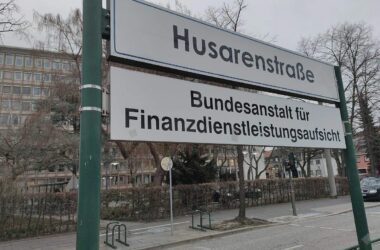 Husarenstraße
Bundesanstalt für
Finanzdienstleistungsaufsicht